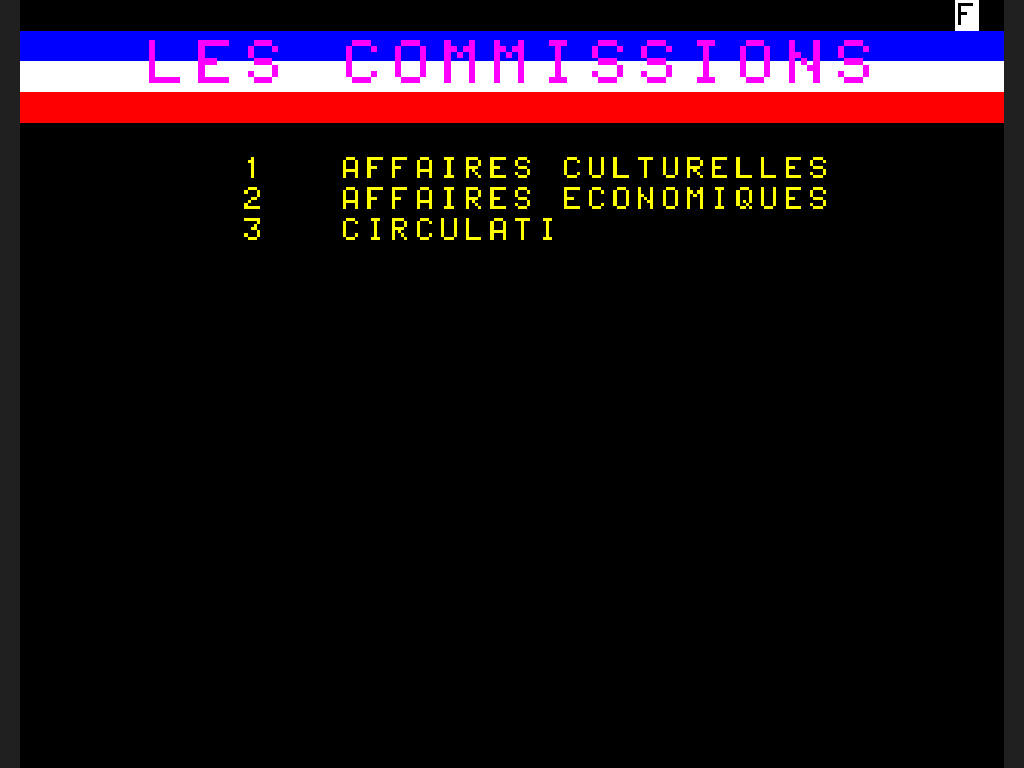 F
LES COMMISSIONS
1 AFFAIRES CULTURELLES
2 AFFAIRES ECONOMIQUES
3 CIRCULATI